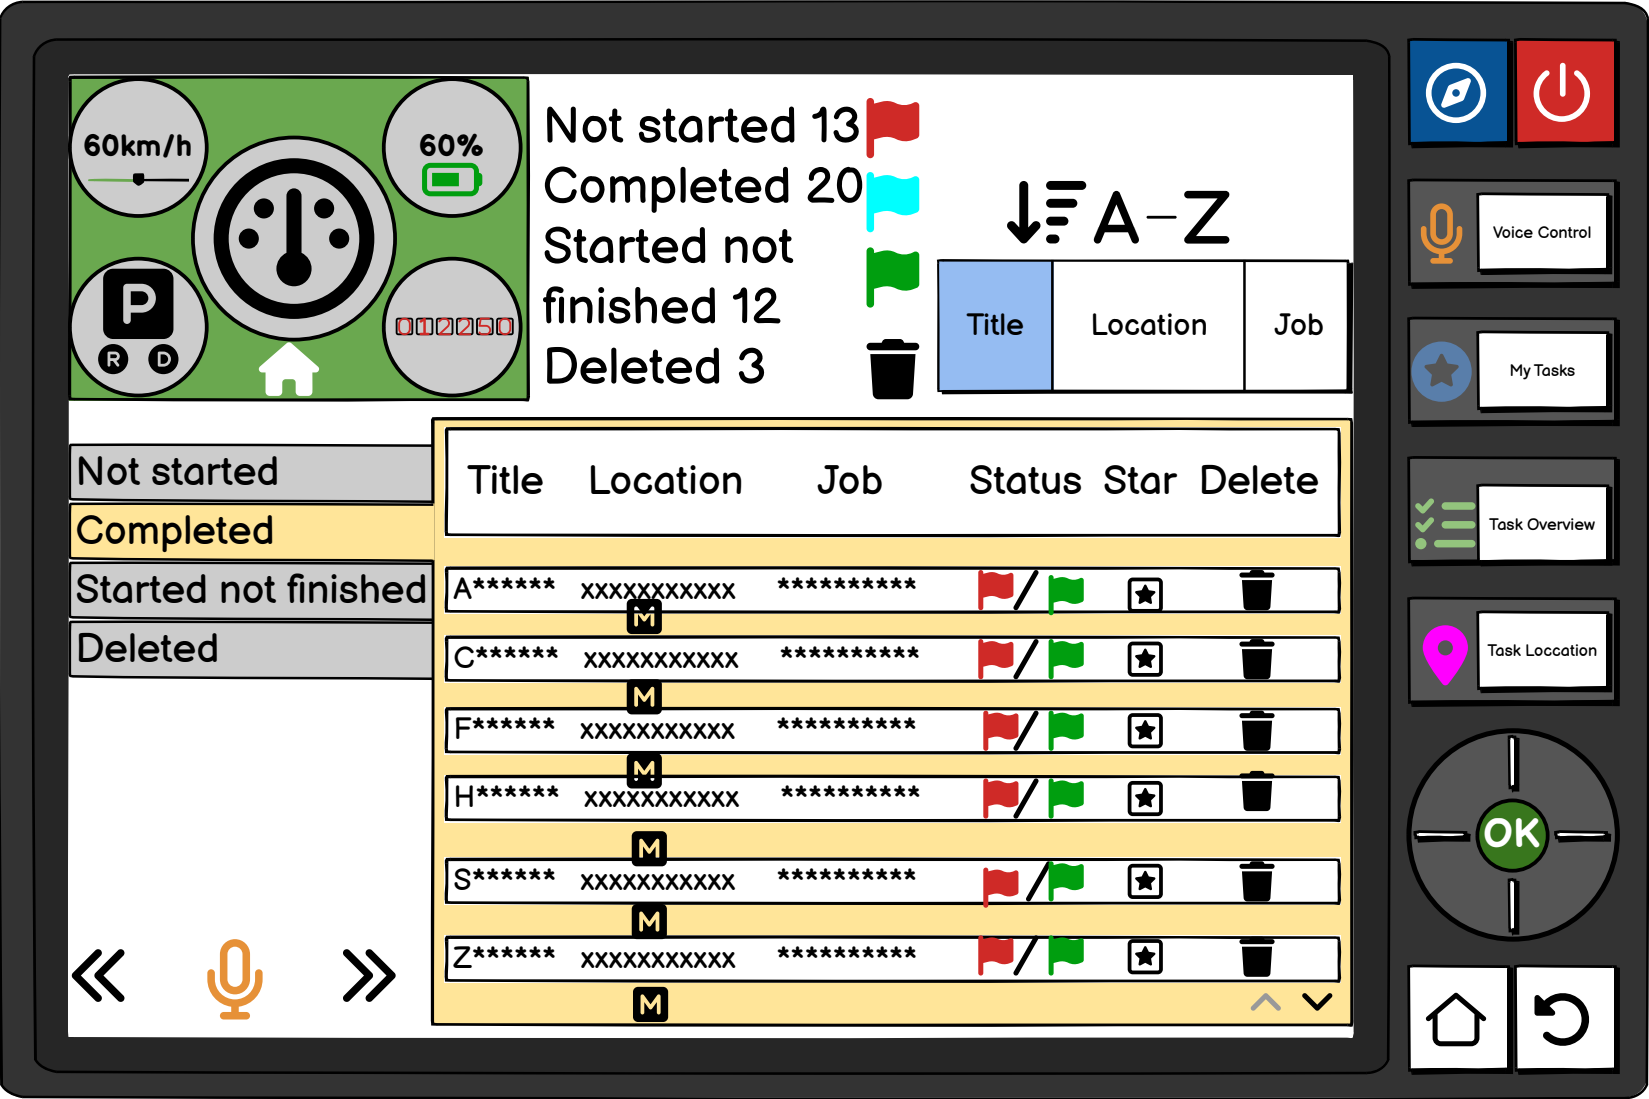 60km/h
60%
P
R D
012250
Not started 13
Completed 20
Started not
finished 12
Deleted 3
A-Z
Title Location Job
Not started
Completed
Started not finished
Deleted
Title Location Job Status Star Delete
A****** xxxxxxxxxxx **********
M
C****** xxxxxxxxxxx **********
M
F****** xxxxxxxxxxx **********
M
H****** xxxxxxxxxxx **********
M
S****** xxxxxxxxxxx **********
M
Z****** xxxxxxxxxxx **********
M
Voice Control
My Tasks
Task Overview
Task Loccation
OK